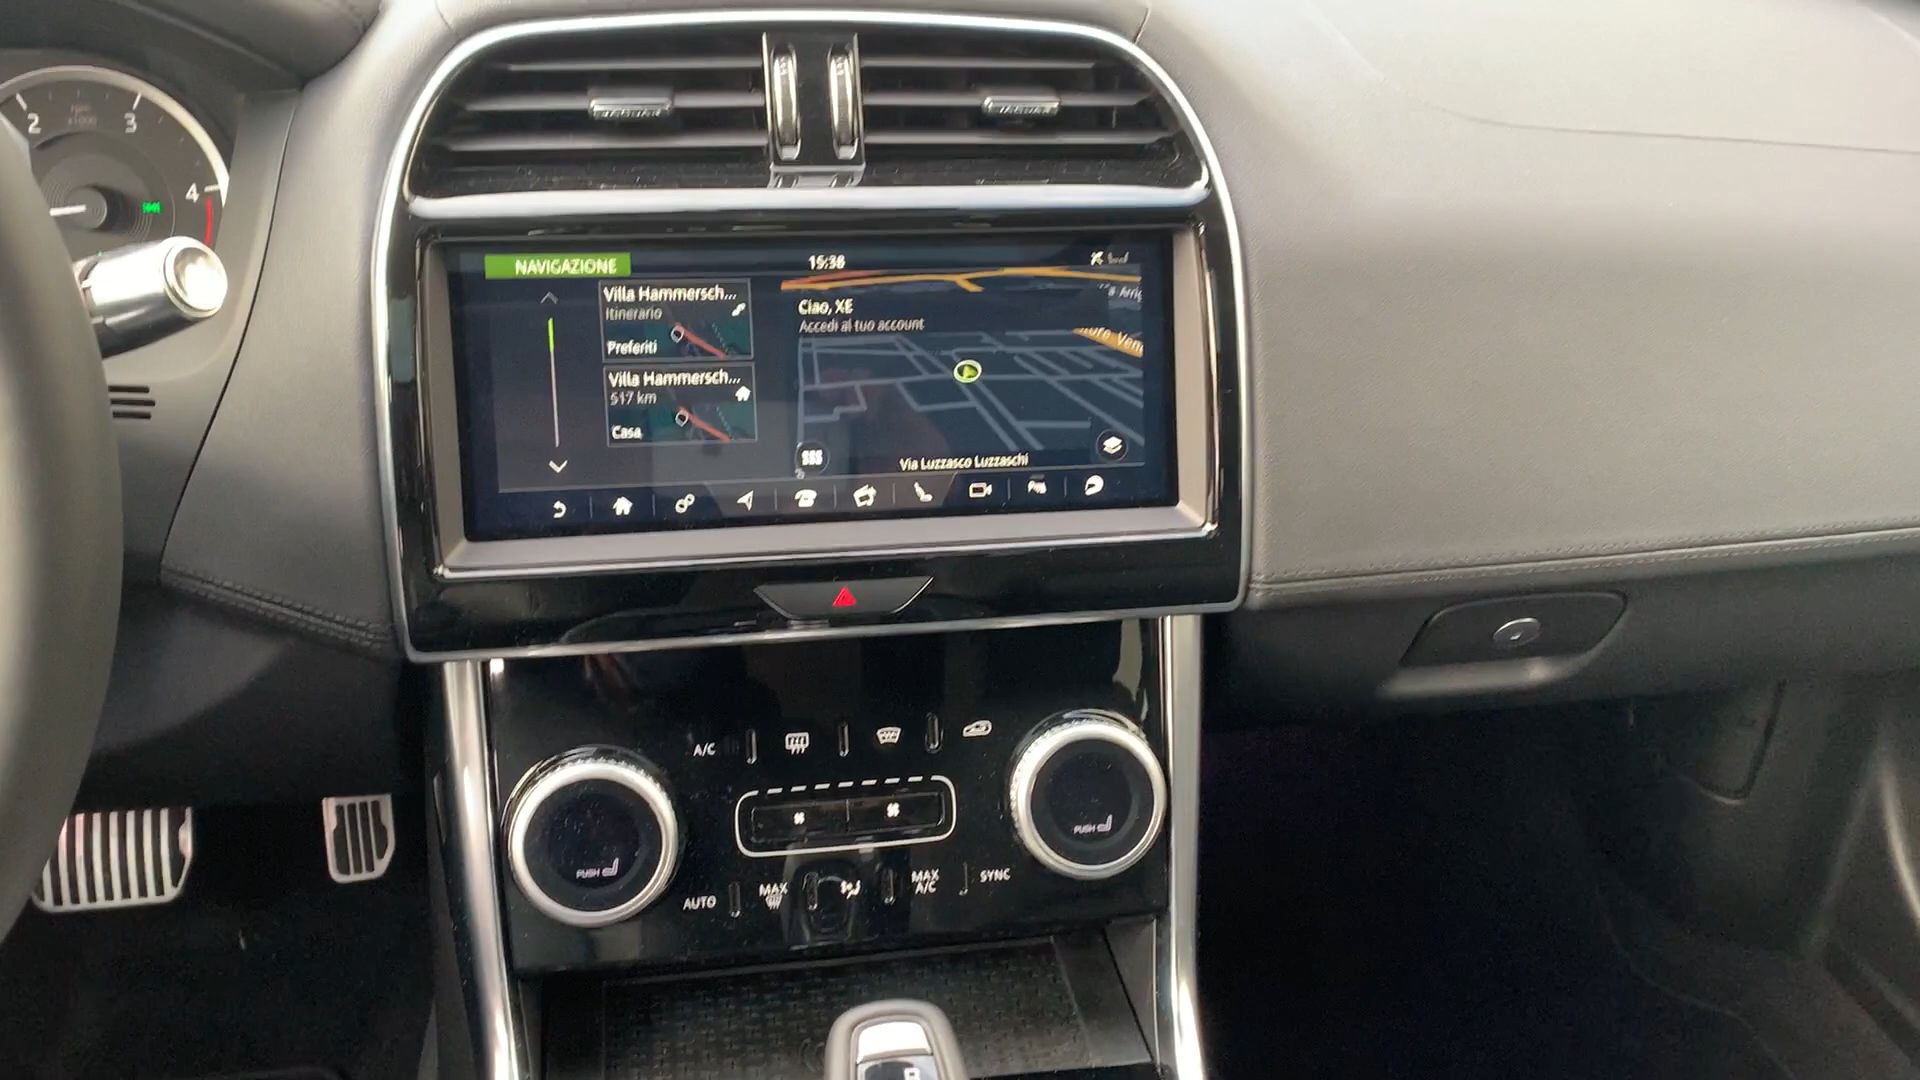 2
3
4
NAVIGAZIONE
15:38
Villa Hammersch...
Itinerario
Preferiti
Villa Hammersch...
517 km
Casa
Ciao, XE
Accedi al tuo account
Via Luzzasco Luzzaschi
A/C
PUSH
PUSH
AUTO
MAX
MAX
A/C
SYNC